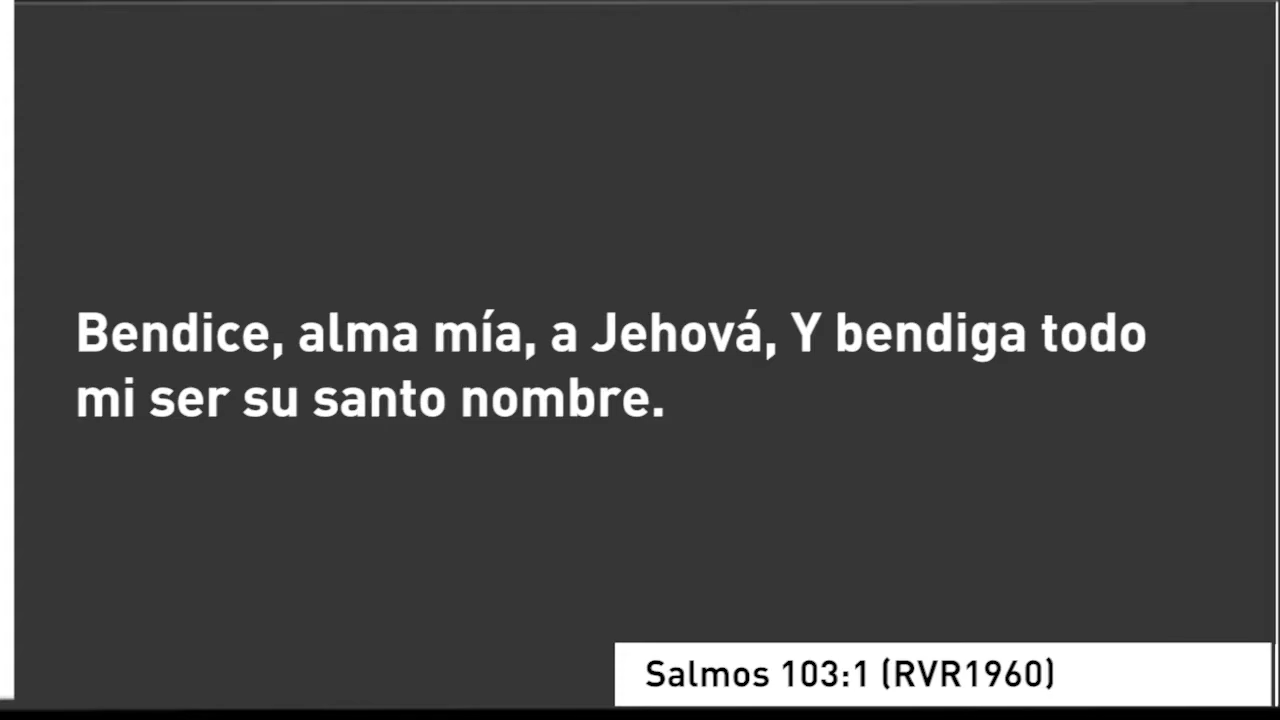 Bendice, alma mía, a Jehová, Y bendiga todo
mi ser su santo nombre.
Salmos 103:1 (RVR1960)